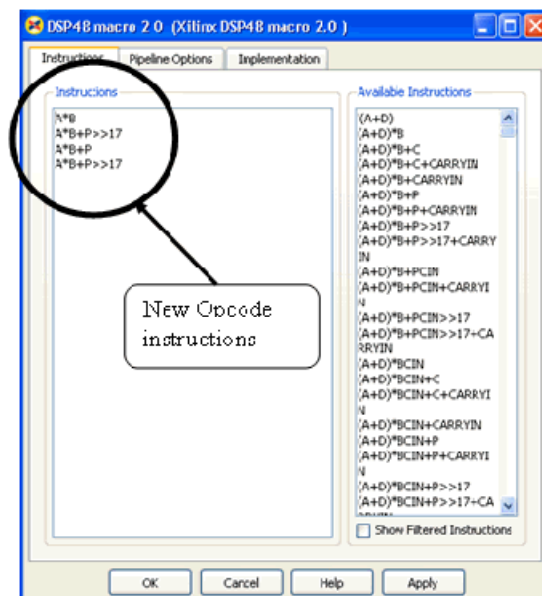 DSP48 macro 2 0 (Xilinx DSP48 macro 2.0 )
Instructions Pipeline Options Implementation
Instructions
A*B
A*B+P>>17
A*B+P
A*B+P>>17
New Opcode
instructions
Available Instructions
(A+D)
(A+D)*B
(A+D)*B+C
(A+D)*B+C+CARRYIN
(A+D)*B+CARRYIN
(A+D)*B+P
(A+D)*B+P+CARRYIN
(A+D)*B+P>>17
(A+D)*B+P>>17+CARRY
IN
(A+D)*B+PCIN
(A+D)*B+PCIN+CARRYI
N
(A+D)*B+PCIN>>17
(A+D)*B+PCIN>>17+CA
RRYIN
(A+D)*BCIN
(A+D)*BCIN+C
(A+D)*BCIN+C+CARRYI
N
(A+D)*BCIN+CARRYIN
(A+D)*BCIN+P
(A+D)*BCIN+P+CARRYI
N
(A+D)*BCIN+P>>17
(A+D)*BCIN+P>>17+CA
Show Filtered Instructions
OK Cancel Help Apply